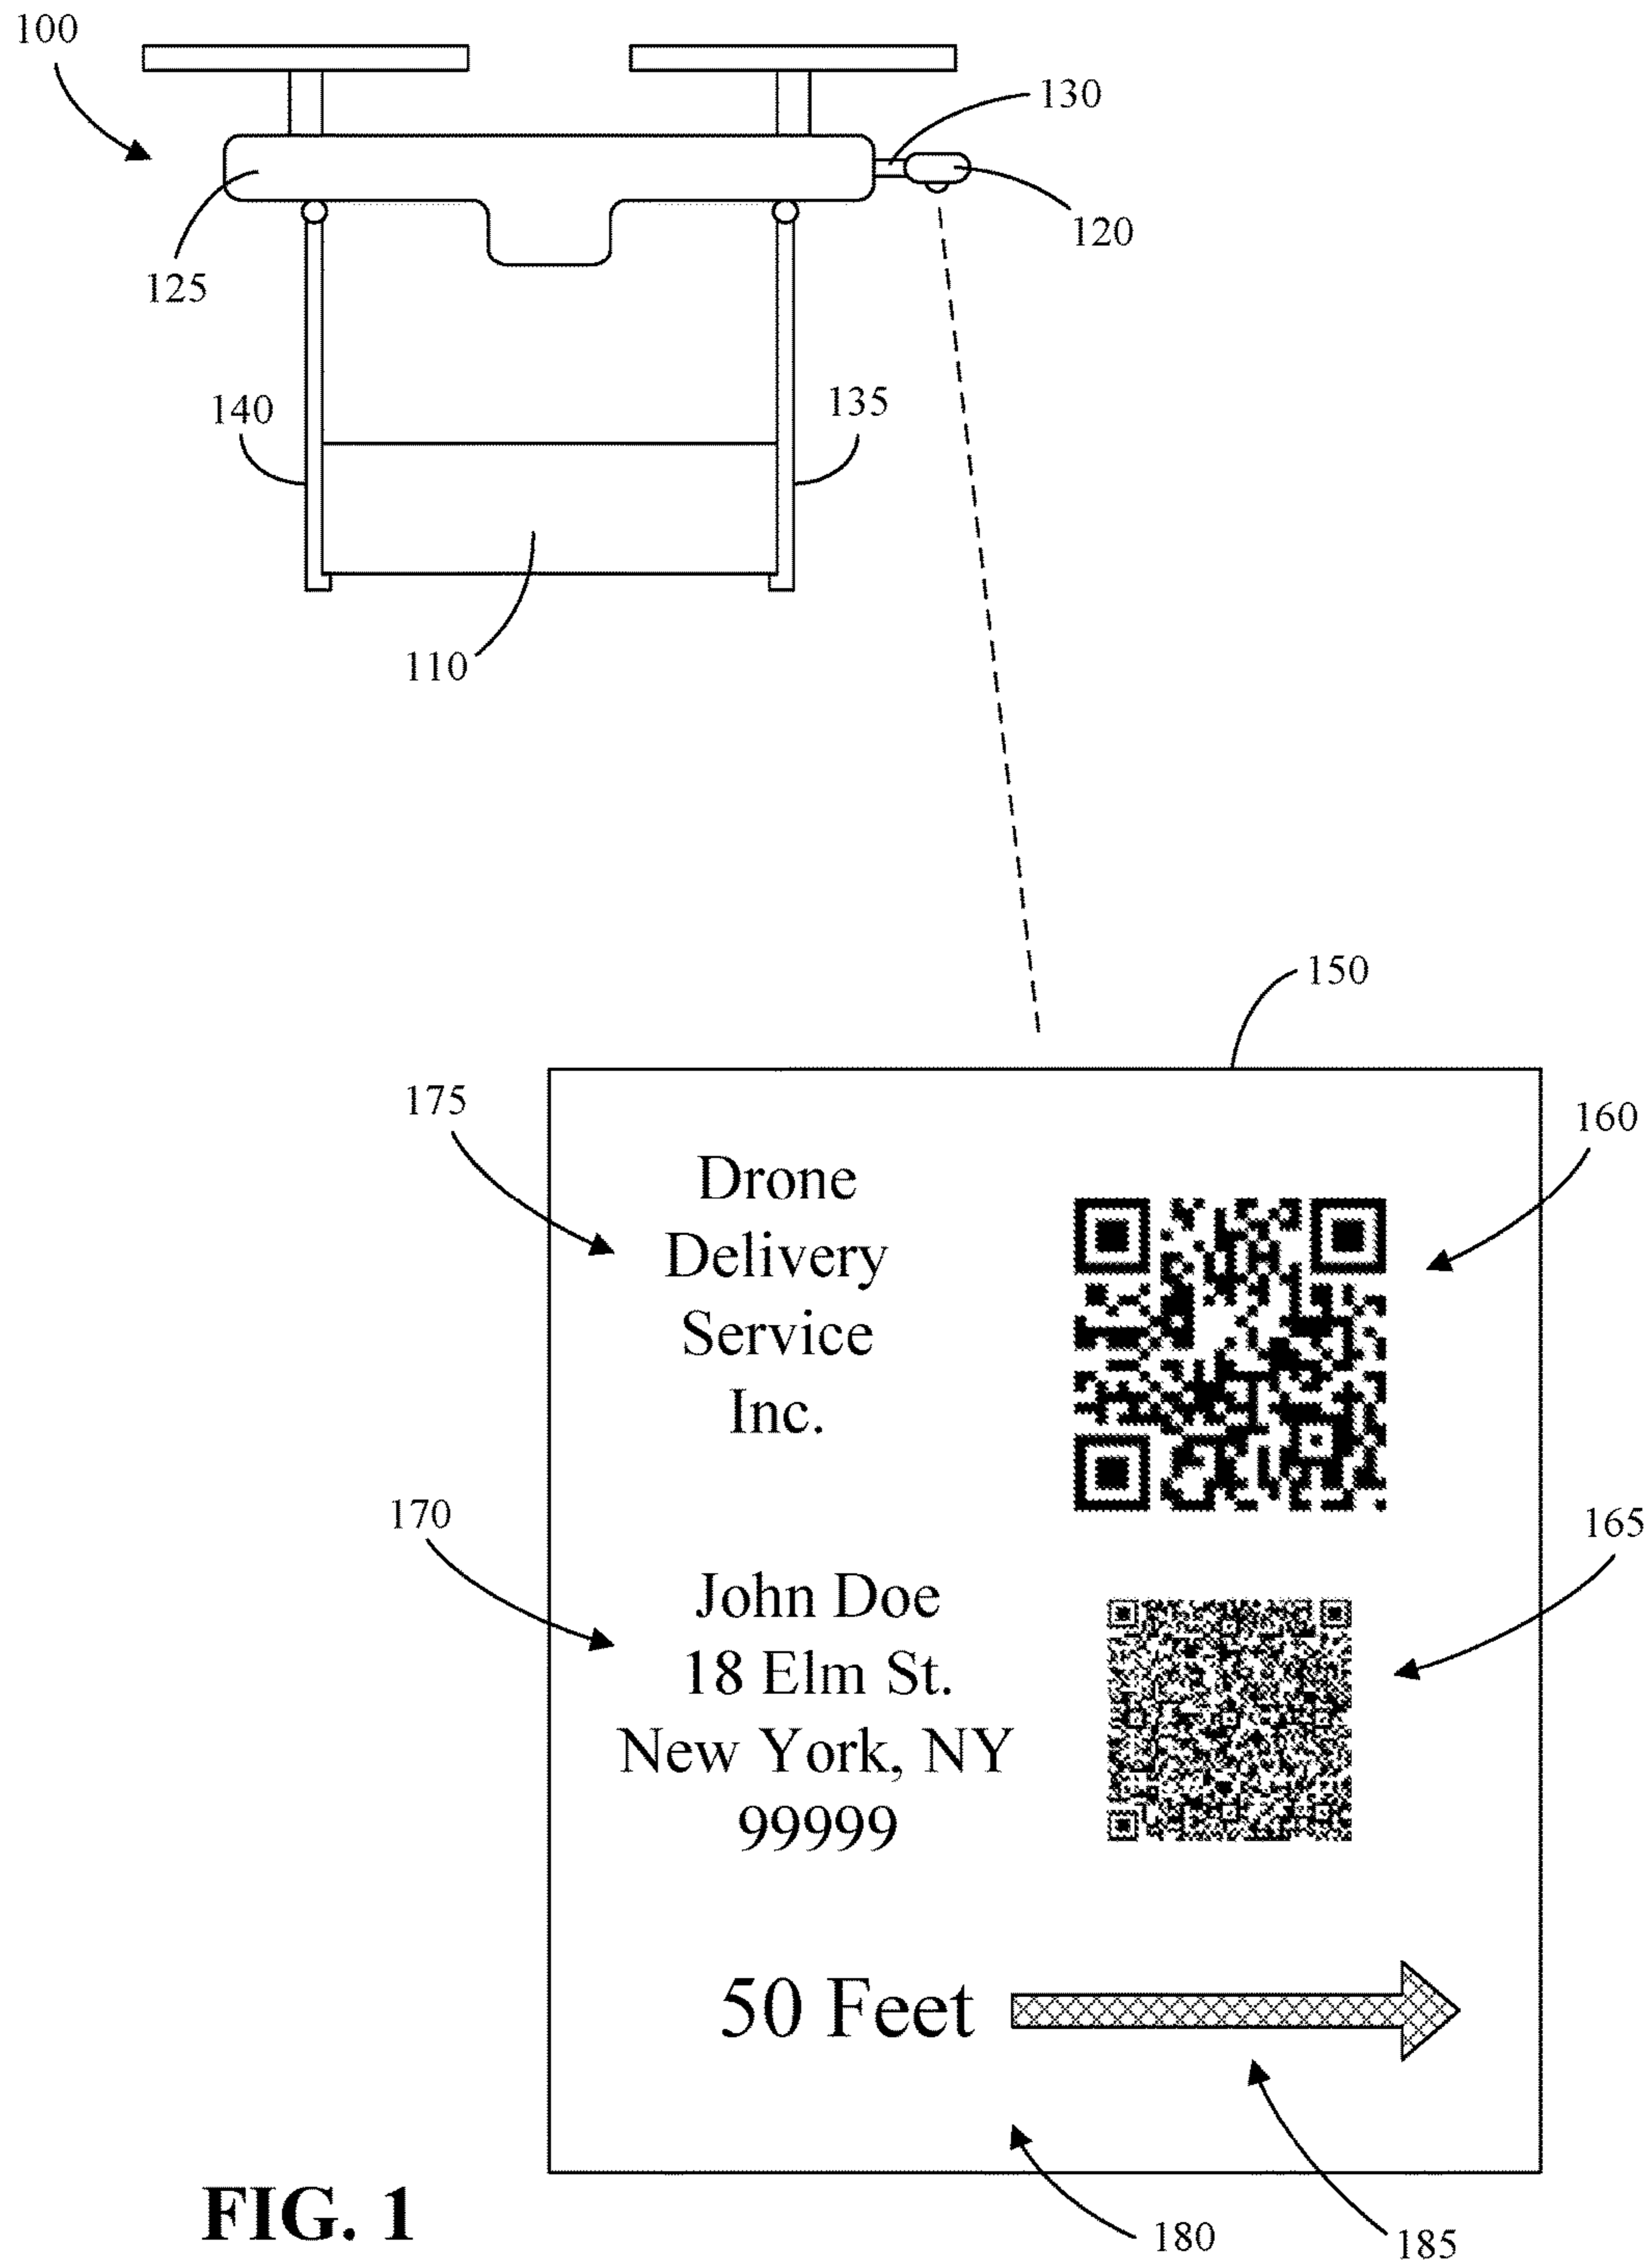 100
130
120
125
140
135
110
150
175
160
Drone
Delivery
Service
Inc.
170
165
John Doe
18 Elm St.
New York, NY
99999
50 Feet
180
185
FIG. 1